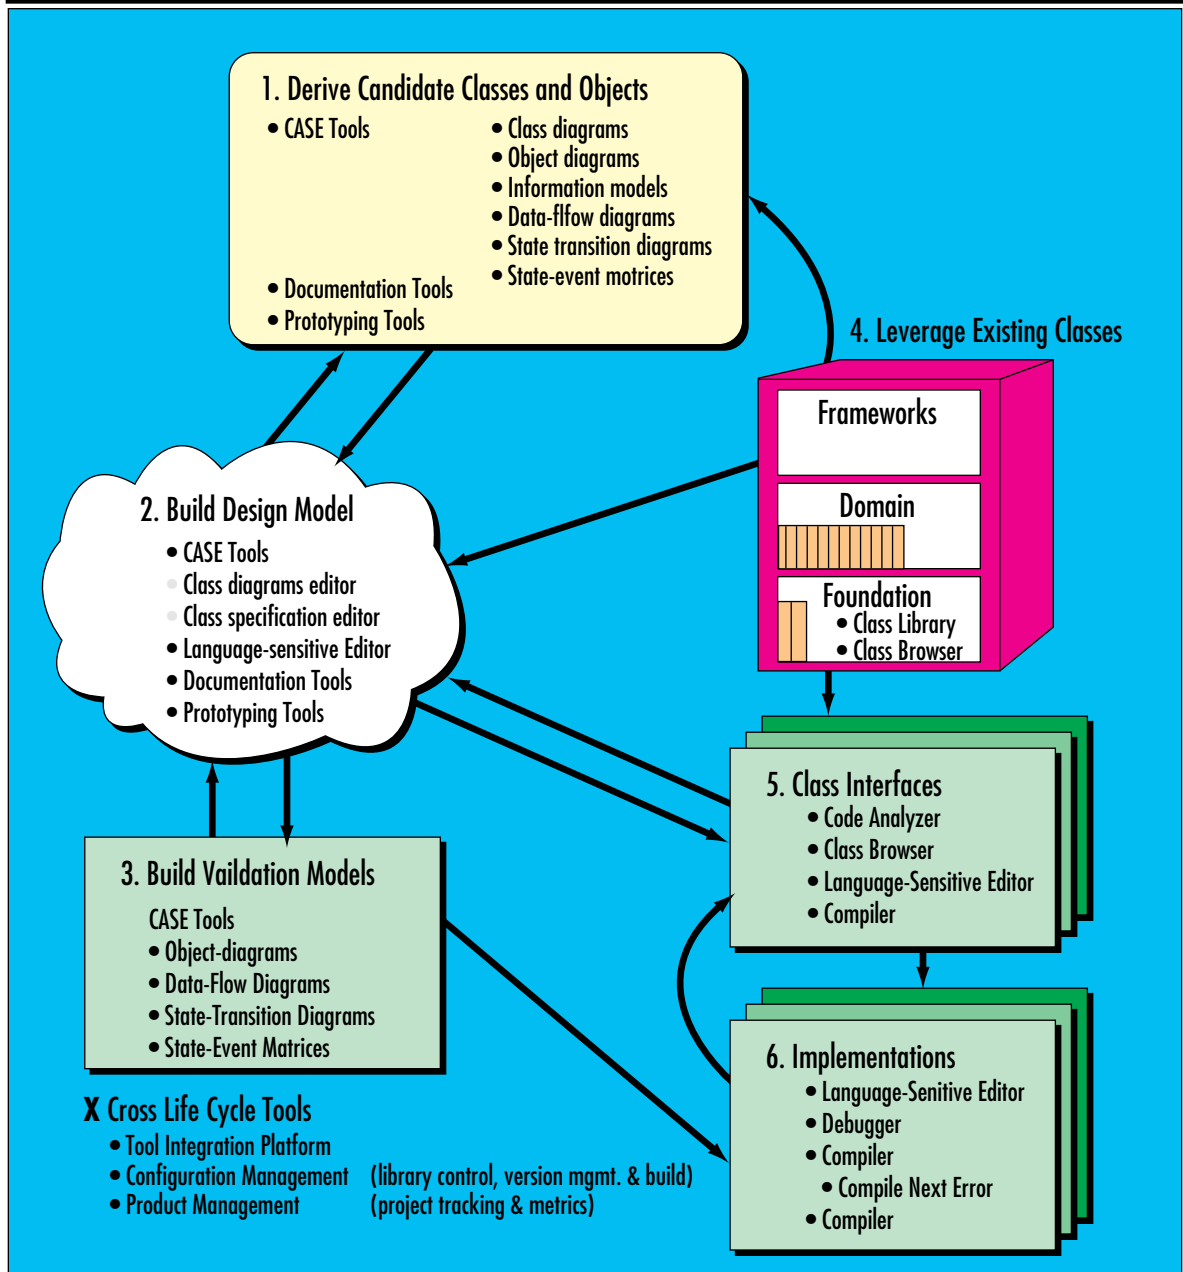 1. Derive Candidate Classes and Objects
• CASE Tools
• Class diagrams
• Object diagrams
• Information models
• Data-flfow diagrams
• State transition diagrams
• State-event motrices
• Documentation Tools
• Prototyping Tools
4. Leverage Existing Classes
Frameworks
Domain
Foundation
• Class Library
• Class Browser
2. Build Design Model
• CASE Tools
• Class diagrams editor
• Class specification editor
• Language-sensitive Editor
• Documentation Tools
• Prototyping Tools
5. Class Interfaces
• Code Analyzer
• Class Browser
• Language-Sensitive Editor
• Compiler
3. Build Vaildation Models
CASE Tools
• Object-diagrams
• Data-Flow Diagrams
• State-Transition Diagrams
• State-Event Matrices
6. Implementations
• Language-Senitive Editor
• Debugger
• Compiler
• Compile Next Error
• Compiler
X Cross Life Cycle Tools
• Tool Integration Platform
• Configuration Management (library control, version mgmt. & build)
• Product Management (project tracking & metrics)